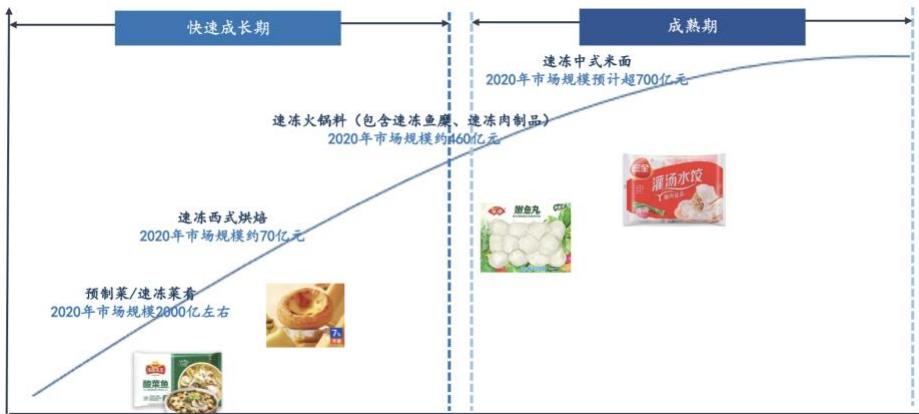 快速成长期
成熟期
速冻中式米面
2020年市场规模预计超700亿元
速冻火锅料（包含速冻鱼糜、速冻肉制品）
2020年市场规模约460亿元
速冻西式烘焙
2020年市场规模约70亿元
预制菜/速冻菜肴
2020年市场规模2000亿左右
灌汤水饺
酸菜鱼